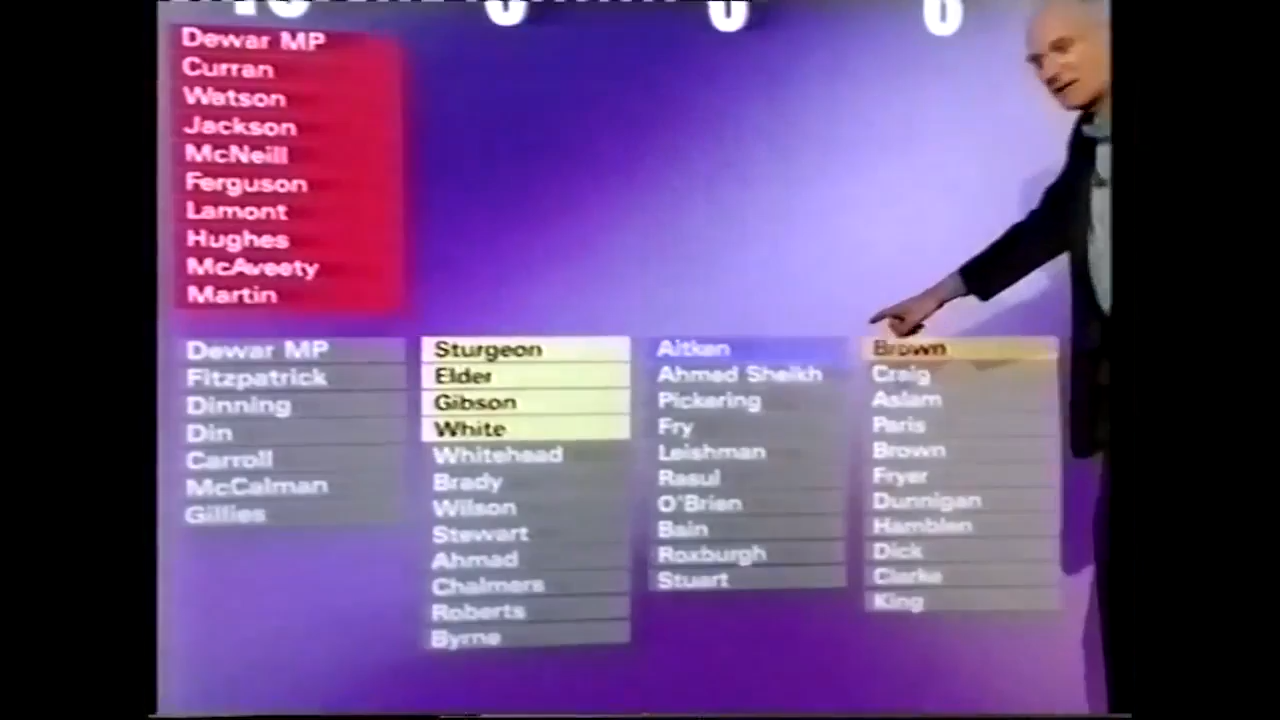 Dewar MP
Curran
Watson
Jackson
McNeill
Ferguson
Lamont
Hughes
McAveety
Martin
Dewar MP
Fitzpatrick
Dinning
Din
Carroll
McCalman
Gillies
Sturgeon
Elder
Gibson
White
Whitehead
Brady
Wilson
Stewart
Ahmad
Chalmers
Roberts
Byrne
Aitken
Ahmed Sheikh
Pickering
Fry
Leishman
Rasul
O'Brien
Bain
Roxburgh
Stuart
Brown
Craig
Aslam
Paris
Brown
Fryer
Dunnigan
Hamblen
Dick
Clarke
King